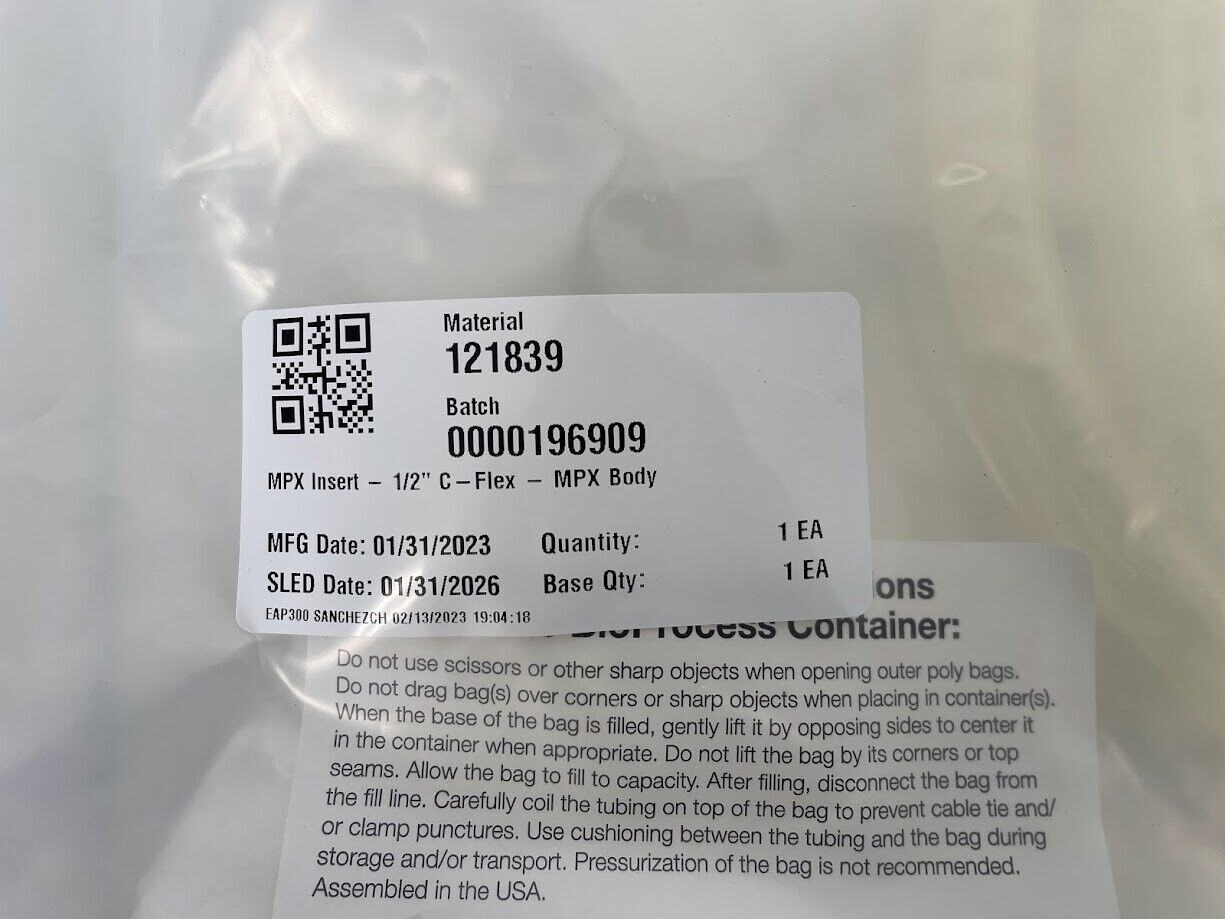 Material
121839
Batch
0000196909
MPX Insert – 1/2" C–Flex – MPX Body
MFG Date: 01/31/2023 Quantity: 1 EA
SLED Date: 01/31/2026 Base Qty: 1 EA
EAP300 SANCHEZCH 02/13/2023 19:04:18
Container:
Do not use scissors or other sharp objects when opening outer poly bags.
Do not drag bag(s) over corners or sharp objects when placing in container(s).
When the base of the bag is filled, gently lift it by opposing sides to center it
in the container when appropriate. Do not lift the bag by its corners or top
seams. Allow the bag to fill to capacity. After filling, disconnect the bag from
the fill line. Carefully coil the tubing on top of the bag to prevent cable tie and/
or clamp punctures. Use cushioning between the tubing and the bag during
storage and/or transport. Pressurization of the bag is not recommended.
Assembled in the USA.